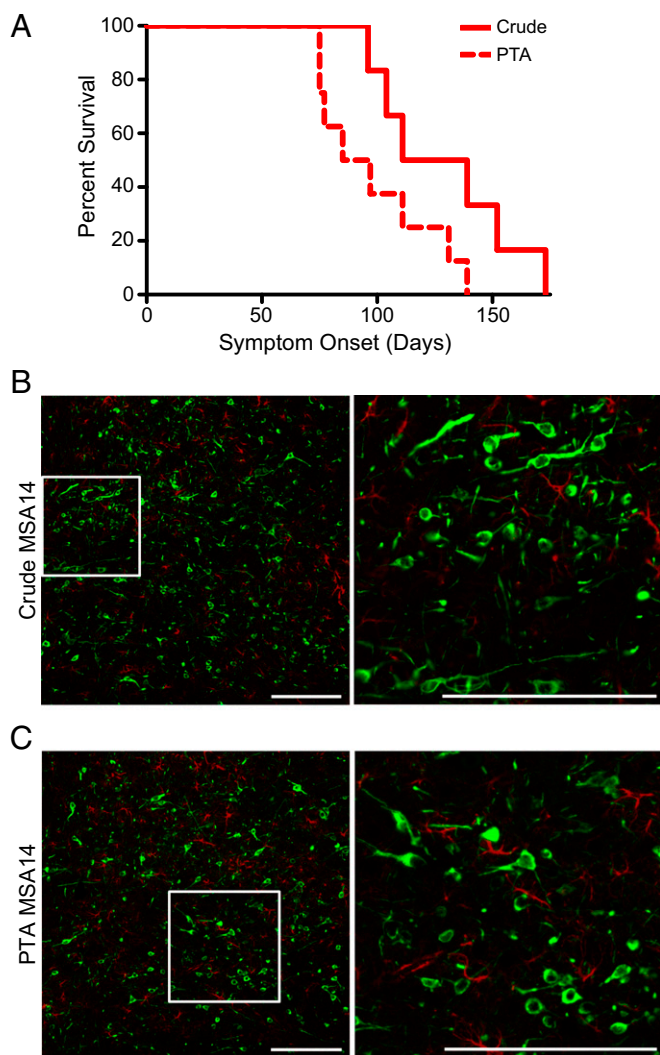 A
Crude
PTA
Percent Survival
100
80
60
40
20
0
0 50 100 150
Symptom Onset (Days)
B
Crude MSA14
C
PTA MSA14